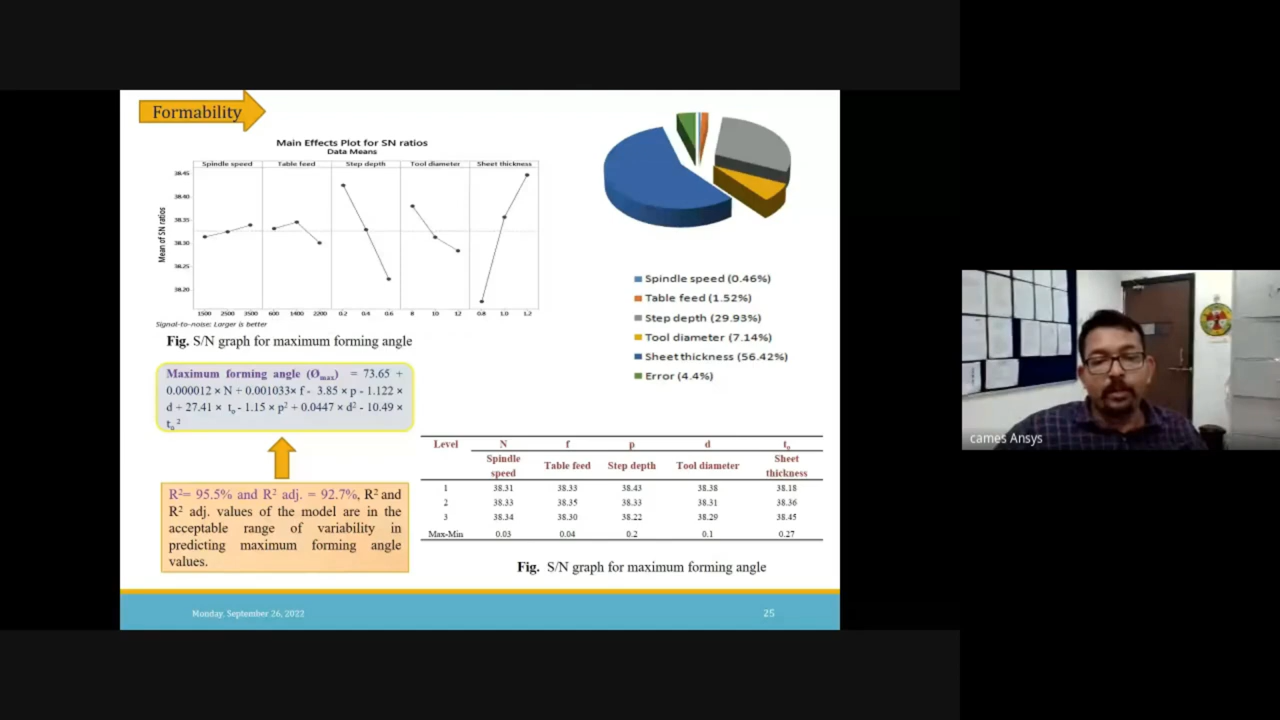 Formability
Main Effects Plot for SN ratios
Data Means
Spindle speed Table feed Step depth Tool diameter Sheet thickness
Mean of SN ratios
38.45
38.40
38.35
38.30
38.25
38.20
1500 2500 3500 600 1400 2200 0.2 0.4 0.6 8 10 12 0.8 1.0 1.2
Signal-to-noise: Larger is better
Fig. S/N graph for maximum forming angle
Maximum forming angle (Ømax) = 73.65 +
0.000012 × N + 0.001033× f - 3.85 × p - 1.122 ×
d + 27.41 × to - 1.15 × p2 + 0.0447 × d2 - 10.49 ×
to 2
R2= 95.5% and R2 adj. = 92.7%, R2 and
R2 adj. values of the model are in the
acceptable range of variability in
predicting maximum forming angle
values.
Spindle speed (0.46%)
Table feed (1.52%)
Step depth (29.93%)
Tool diameter (7.14%)
Sheet thickness (56.42%)
Error (4.4%)
Level N f p d to
Spindle speed Table feed Step depth Tool diameter Sheet thickness
1 38.31 38.33 38.43 38.38 38.18
2 38.33 38.35 38.33 38.31 38.36
3 38.34 38.30 38.22 38.29 38.45
Max-Min 0.03 0.04 0.2 0.1 0.27
Fig. S/N graph for maximum forming angle
Monday, September 26, 2022
25
cames Ansys